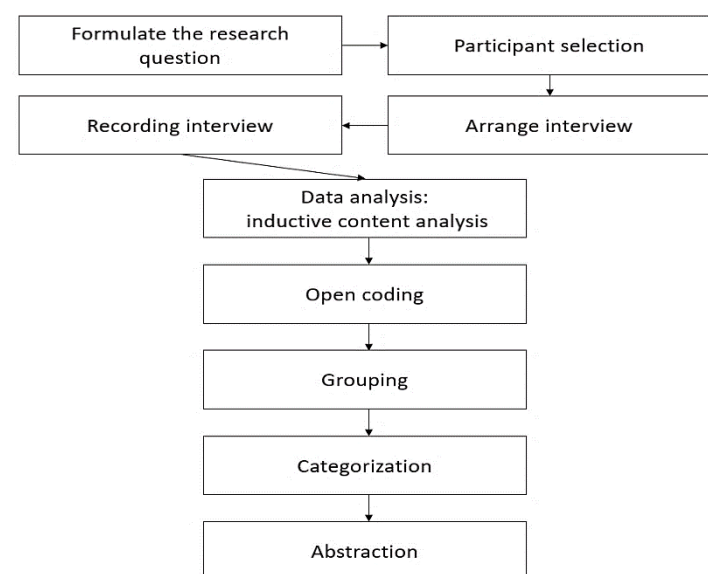 Formulate the research
question
Participant selection
Recording interview
Arrange interview
Data analysis:
inductive content analysis
Open coding
Grouping
Categorization
Abstraction